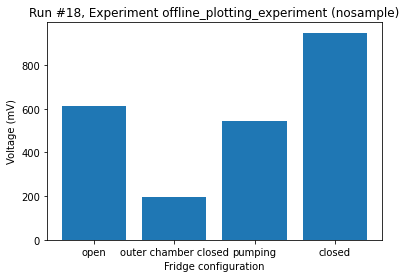 Run #18, Experiment offline_plotting_experiment (nosample)
Voltage (mV)
800
600
400
200
0
open outer chamber closed pumping closed
Fridge configuration